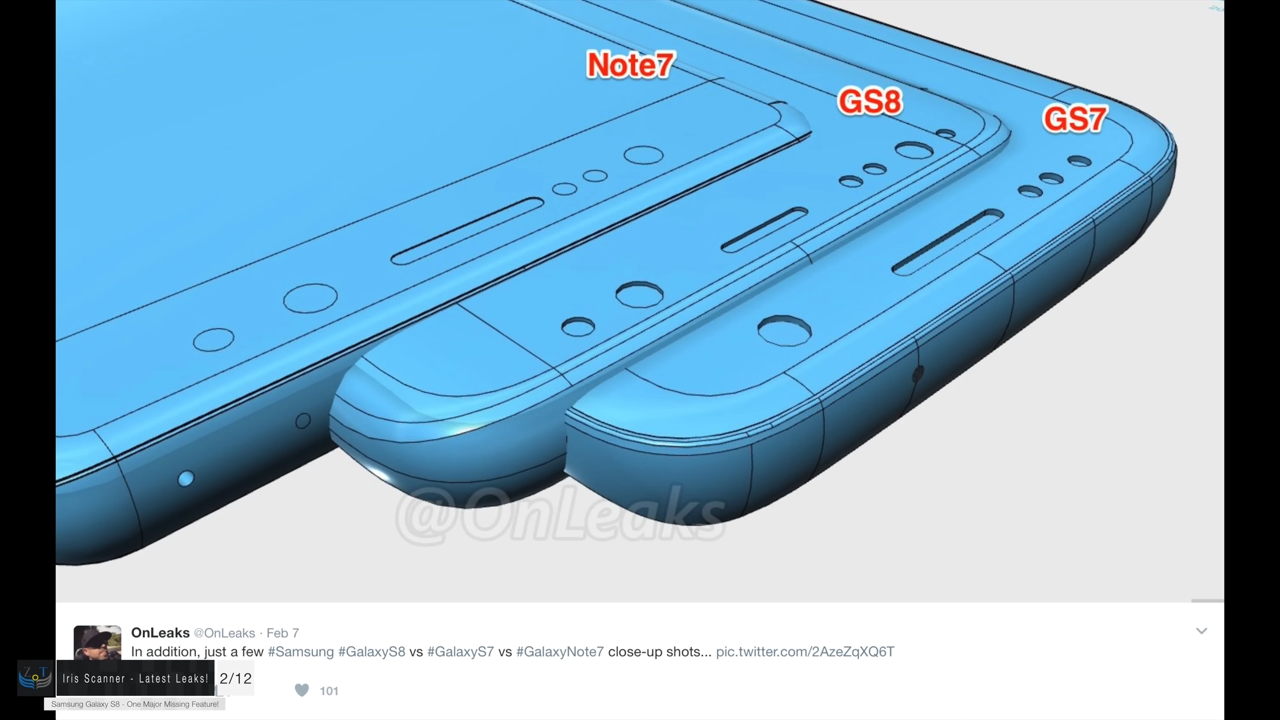 Note7
GS8
GS7
@OnLeaks
OnLeaks @OnLeaks · Feb 7
In addition, just a few #Samsung #GalaxyS8 vs #GalaxyS7 vs #GalaxyNote7 close-up shots... pic.twitter.com/2AzeZqXQ6T
ZOT
Iris Scanner - Latest Leaks! 2/12
101
Samsung Galaxy S8 - One Major Missing Feature!